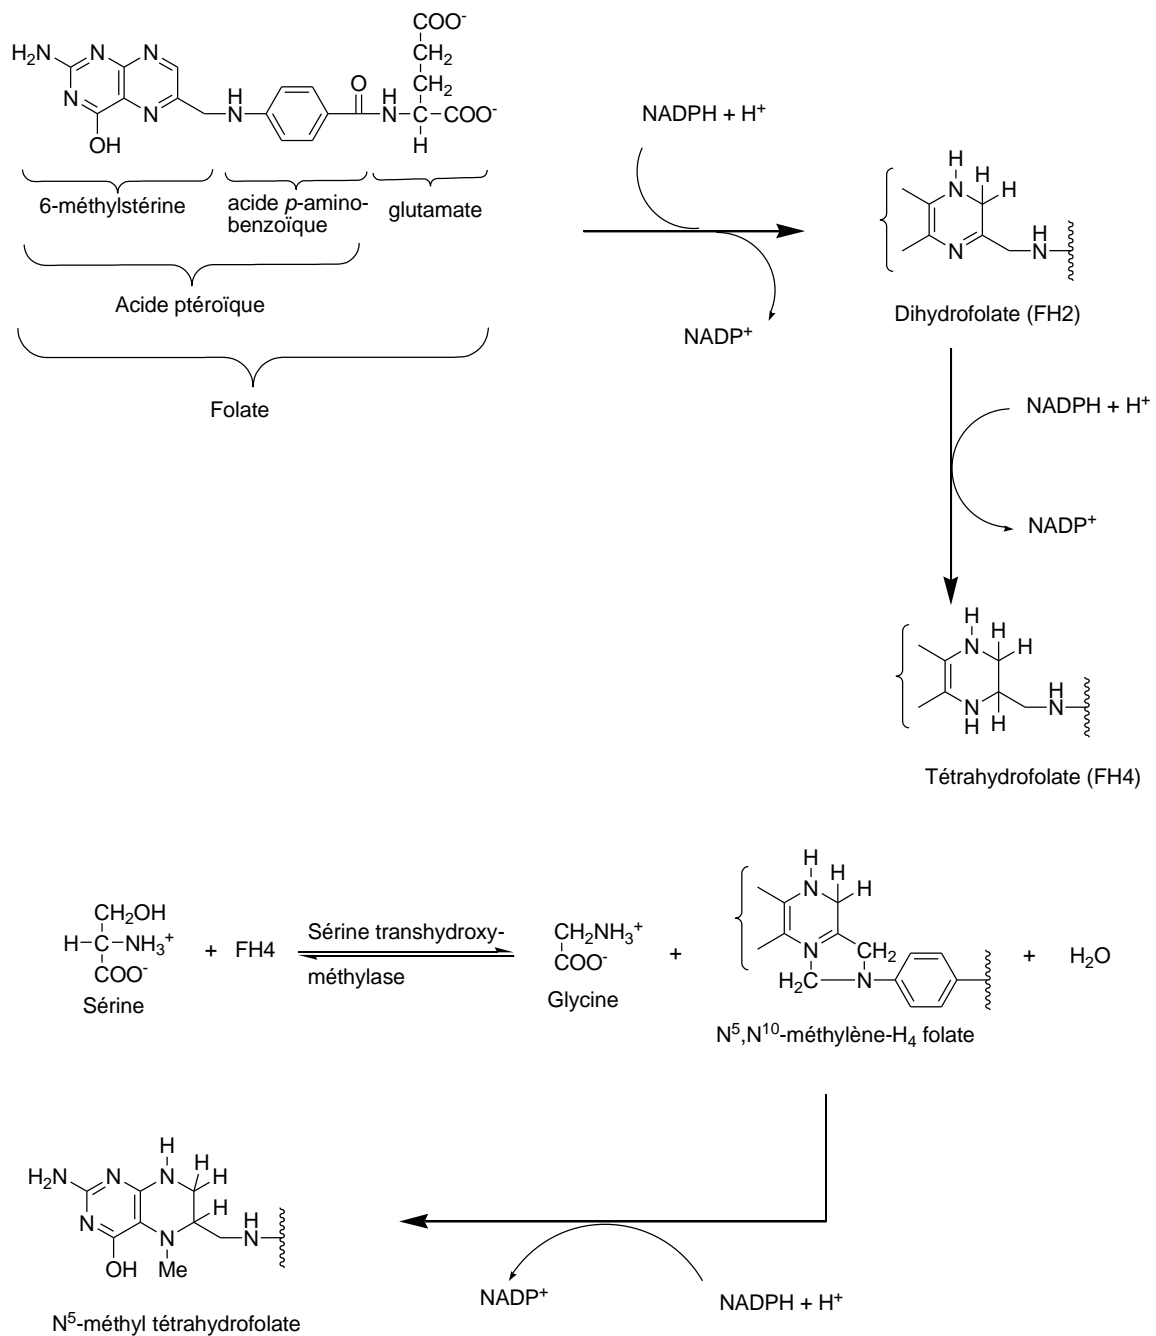 COO⁻
CH₂
CH₂
H₂N N N
N N
OH
H
N
O
H
N C COO⁻
H
6-méthylstérine
acide p-amino-
benzoïque
glutamate
Acide ptéroïque
Folate
NADPH + H⁺
NADP⁺
H
N H
H
N
H
N
Dihydrofolate (FH2)
NADPH + H⁺
NADP⁺
H
N H
H
N H
H
H
N
Tétrahydrofolate (FH4)
CH₂OH
H C NH₃⁺
COO⁻
Sérine
+ FH4
Sérine transhydroxy-
méthylase
CH₂NH₃⁺
COO⁻
Glycine
+
H
N H
H
N CH₂
H₂C N
N⁵,N¹⁰-méthylène-H₄ folate
+ H₂O
H
H₂N N N H
H
H
N N
H
N
OH Me
N⁵-méthyl tétrahydrofolate
NADP⁺
NADPH + H⁺